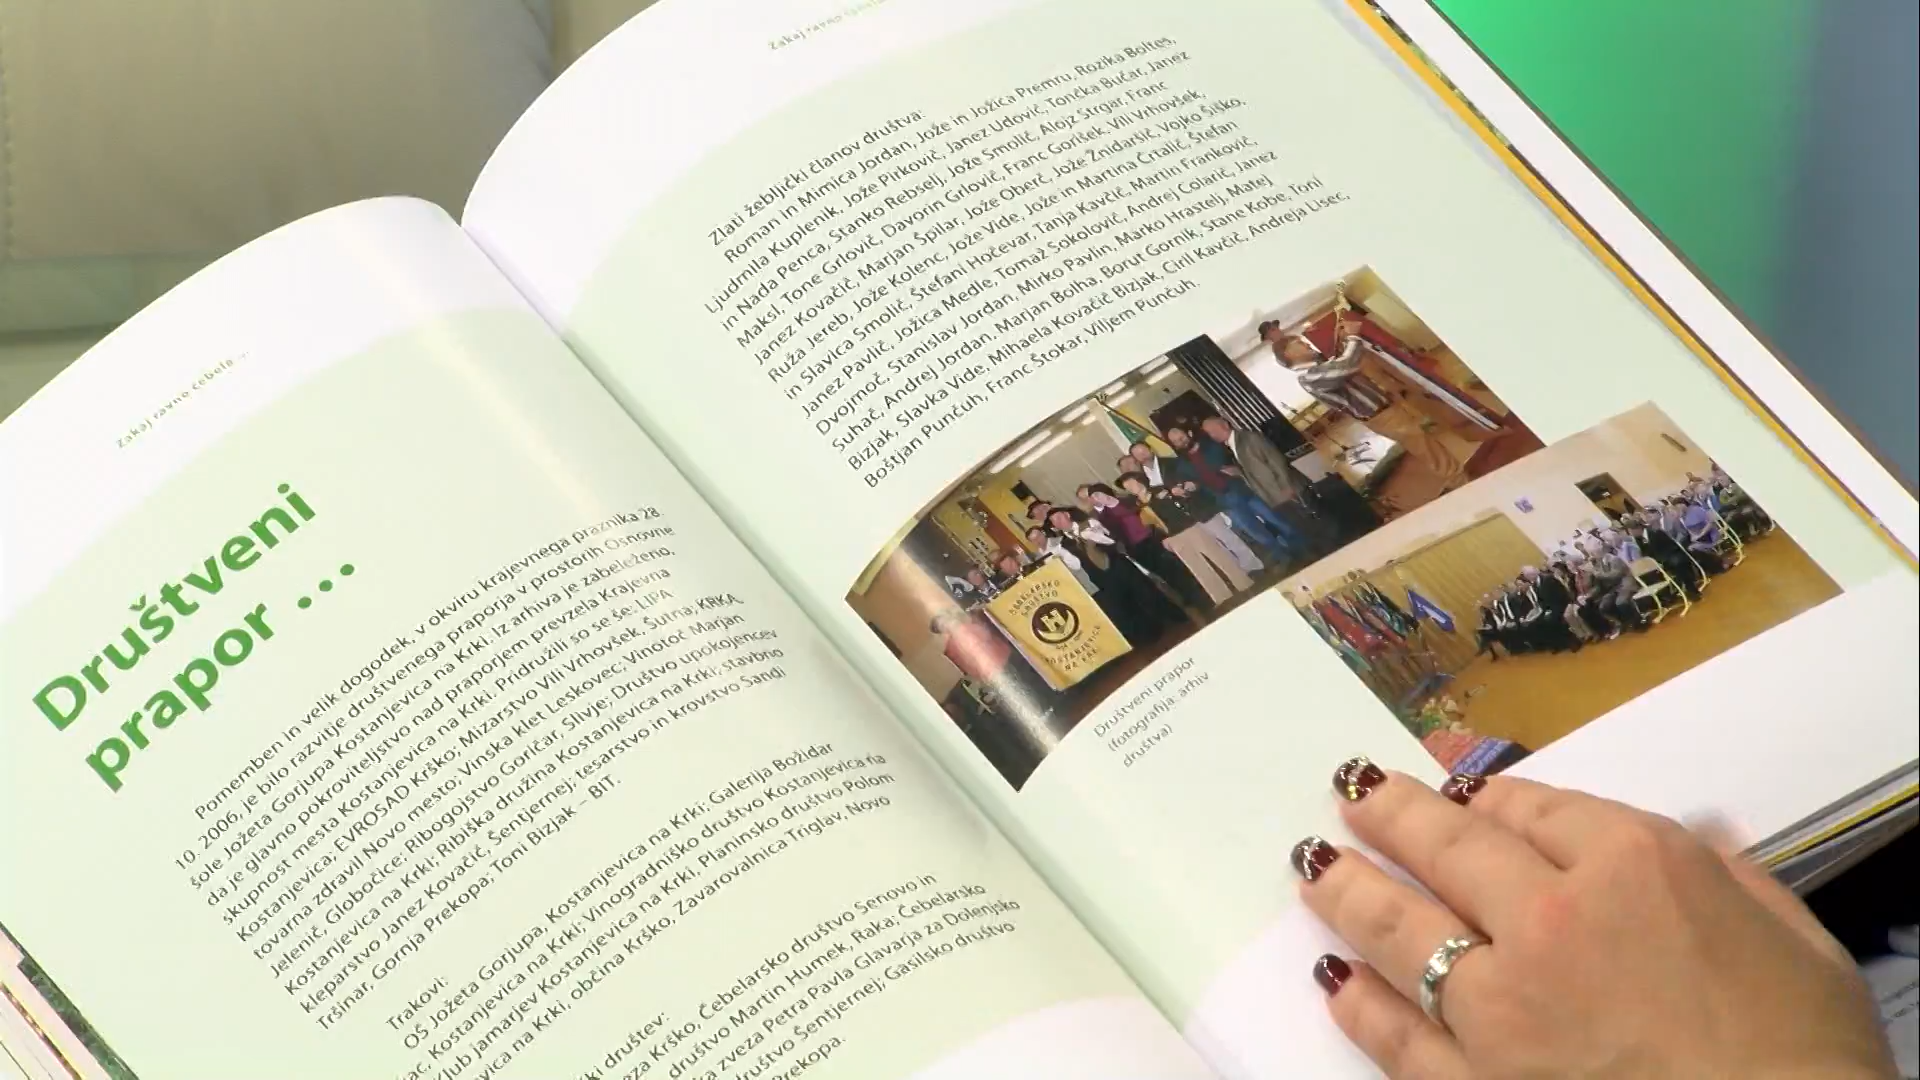 Zakaj ravno čebela ...
Društveni
prapor ...
Pomemben in velik dogodek, v okviru krajevnega praznika 28.
10. 2006, je bilo razvitje društvenega praporja v prostorih Osnovne
šole Jožeta Gorjupa Kostanjevica na Krki. Iz arhiva je zabeleženo,
da je glavno pokroviteljstvo nad praporjem prevzela Krajevna
skupnost mesta Kostanjevica na Krki. Pridružili so se še: LIPA
Kostanjevica; EVROSAD Krško; Mizarstvo Vili Vrhovšek, Šutna; KRKA,
tovarna zdravil Novo mesto; Vinska klet Leskovec; Vinotoč Marjan
Jelenič, Globočice; Ribogojstvo Goričar, Slivje; Društvo upokojencev
Kostanjevica na Krki; Ribiška družina Kostanjevica na Krki; stavbno
kleparstvo Janez Kovačič, Šentjernej; tesarstvo in krovstvo Sandi
Tršinar, Gornja Prekopa; Toni Bizjak – BIT.
Trakovi:
OŠ Jožeta Gorjupa, Kostanjevica na Krki; Galerija Božidar
Kostanjevica na Krki; Vinogradniško društvo Kostanjevica na
jamarjev Kostanjevica na Krki, Planinsko društvo Polom
na Krki, občina Krško, Zavarovalnica Triglav, Novo
društev:
Krško, Čebelarsko društvo Senovo in
društvo Martin Humek, Raka; Čebelarsko
zveza Petra Pavla Glavarja za Dolenjsko
društvo Šentjernej; Gasilsko društvo
Prekopa.
Zakaj ravno
Zlati žebljički članov društva:
Roman in Mimica Jordan, Jože in Jožica Premru, Rozika Boltes,
Ljudmila Kuplenik, Jože Pirkovič, Janez Udovič, Tončka Bučar, Janez
in Nada Penca, Stanko Rebselj, Jože Smolič, Alojz Strgar, Franc
Maksl, Tone Grlovič, Davorin Grlovič, Franc Gorišek, Vili Vrhovšek,
Janez Kovačič, Marjan Špilar, Jože Oberč, Jože Žnidaršič, Vojko Šiško,
Ruža Jereb, Jože Kolenc, Jože Vide, Jože in Martina Črtalič, Štefan
in Slavica Smolič, Štefani Hočevar, Tanja Kavčič, Martin Frankovič,
Janez Pavlič, Jožica Medle, Tomaž Sokolovič, Andrej Colarič, Janez
Dvojmoč, Stanislav Jordan, Mirko Pavlin, Marko Hrastelj, Matej
Suhač, Andrej Jordan, Marjan Bolha, Borut Gornik, Stane Kobe, Toni
Bizjak, Slavka Vide, Mihaela Kovačič Bizjak, Ciril Kavčič, Andreja Lisec,
Boštjan Punčuh, Franc Štokar, Viljem Punčuh.
ČEBELARSKO
DRUŠTVO
KOSTANJEVICA
NA KRKI
Društveni prapor
(fotografija: arhiv
društva)